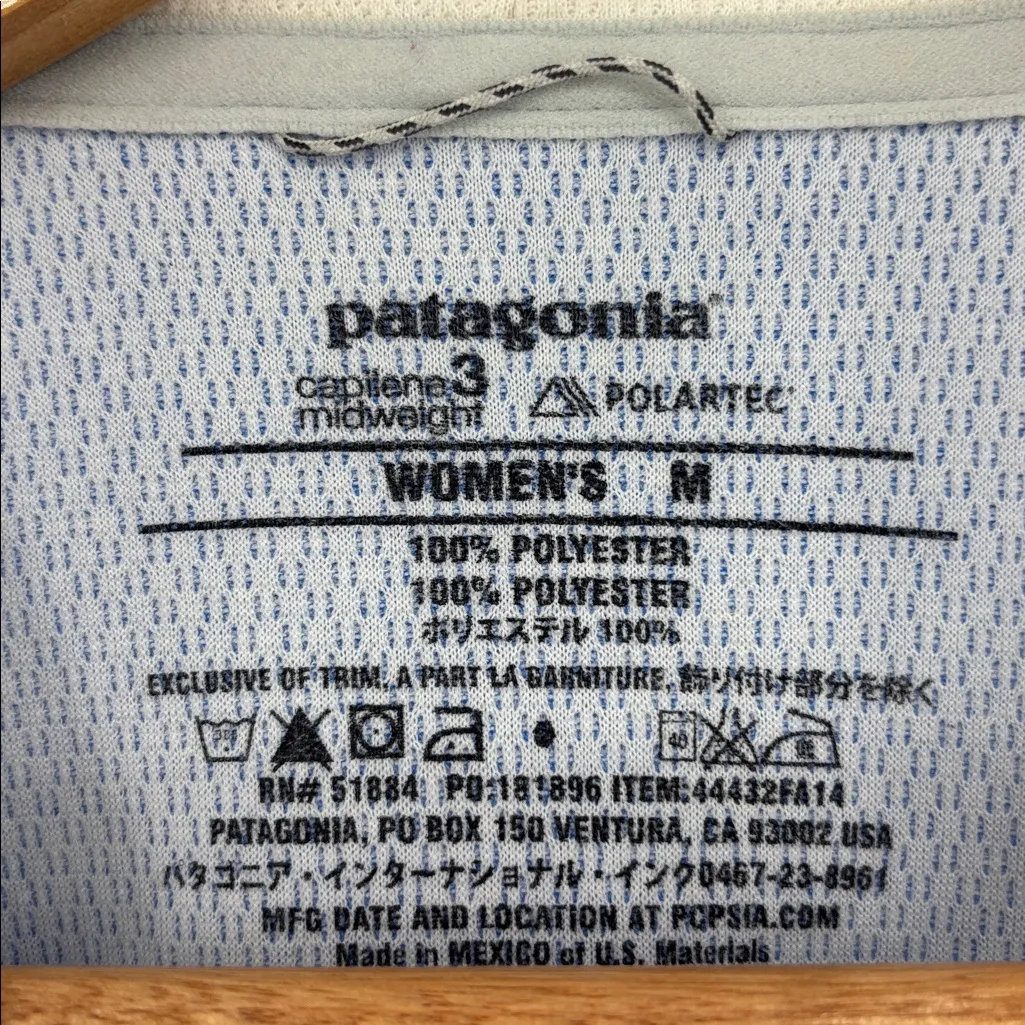 patagonia®
capilene 3 POLARTEC®
midweight
WOMEN'S M
100% POLYESTER
100% POLYESTER
ポリエステル 100%
EXCLUSIVE OF TRIM. A PART LA GARNITURE. 飾り付け部分を除く
40
RN# 51884 PO:181896 ITEM:44432FA14
PATAGONIA, PO BOX 150 VENTURA, CA 93002 USA
パタゴニア・インターナショナル・インク0467-23-8961
MFG DATE AND LOCATION AT PCPSIA.COM
Made in MEXICO of U.S. Materials